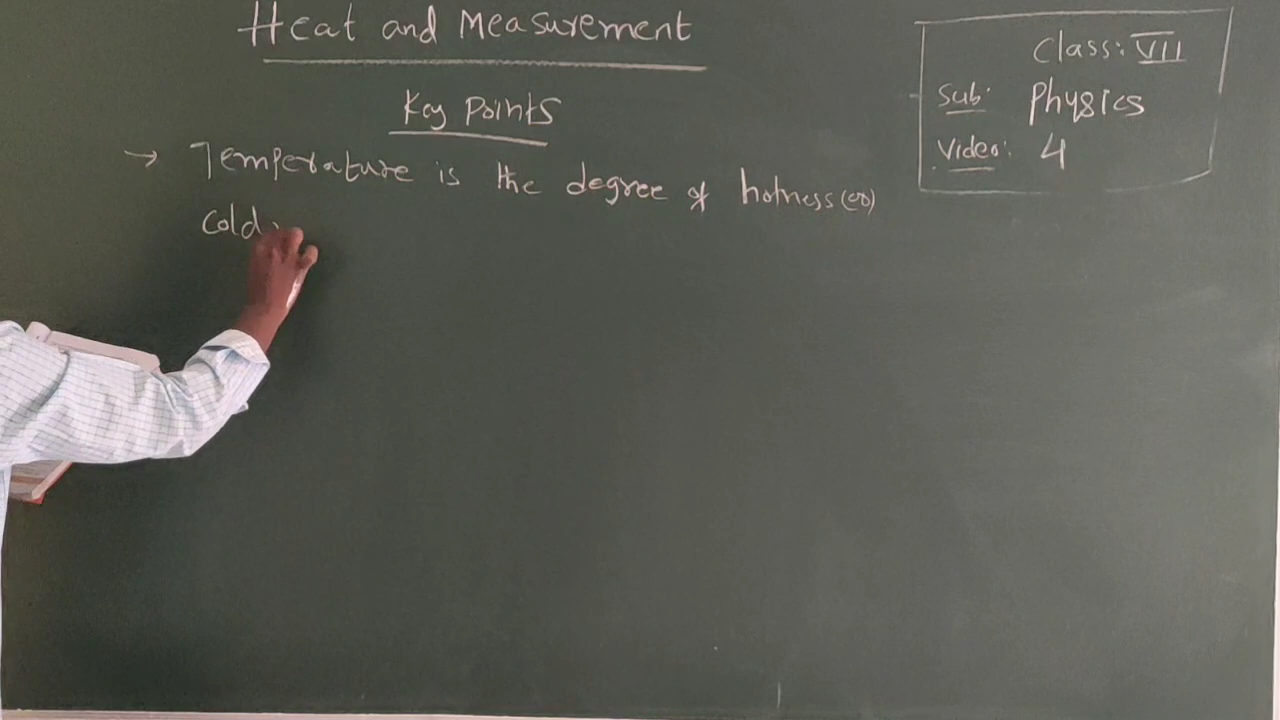 Heat and Measurement
Class: VII
Sub: Physics
Video: 4
Key Points
→ Temperature is the degree of hotness (or)
cold